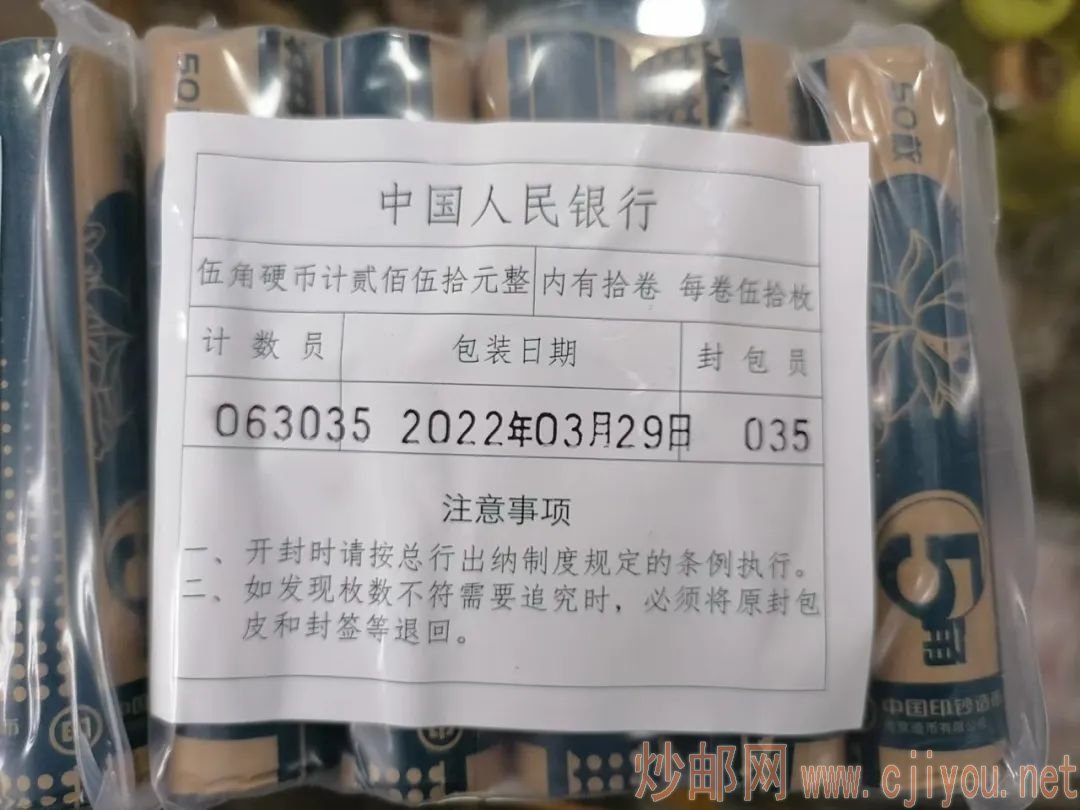 50
50枚
中国人民银行
伍角硬币计贰佰伍拾元整 内有拾卷 每卷伍拾枚
计数员 包装日期 封包员
063035 2022年03月29日 035
注意事项
一、开封时请按总行出纳制度规定的条例执行。
二、如发现枚数不符需要追究时，必须将原封包
皮和封签等退回。
5角
中国印钞造币
炒邮网 www.cjiyou.net